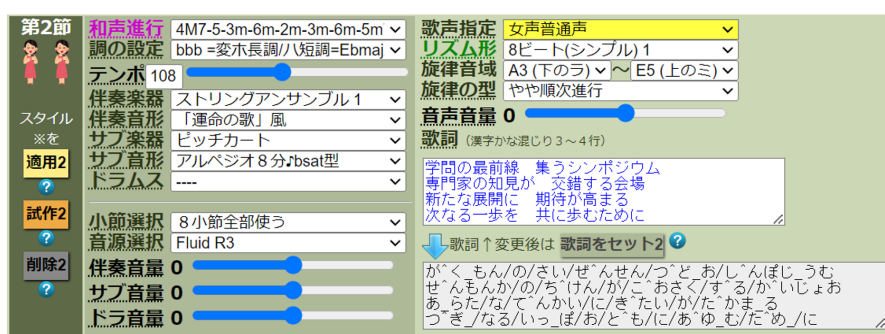 第2節
スタイル
※を
適用2
?
試作2
?
削除2
?
和声進行 4M7-5-3m-6m-2m-3m-6m-5m
調の設定 bbb =変ホ長調/ハ短調=Ebmaj
テンポ 108
伴奏楽器 ストリングアンサンブル 1
伴奏音形 「運命の歌」風
サブ楽器 ピッチカート
サブ音形 アルペジオ８分♪bsat型
ドラムス ----
小節選択 ８小節全部使う
音源選択 Fluid R3
伴奏音量 0
サブ音量 0
ドラ音量 0
歌声指定 女声普通声
リズム形 8ビート(シンプル) 1
旋律音域 A3 (下のラ) ～ E5 (上のミ)
旋律の型 やや順次進行
音声音量 0
歌詞 (漢字かな混じり３～４行)
学問の最前線　集うシンポジウム
専門家の知見が　交錯する会場
新たな展開に　期待が高まる
次なる一歩を　共に歩むために
歌詞↑変更後は 歌詞をセット2 ?
が^く_もん/の/さい/ぜ^んせん/つ^ど_お/し^んぽじ_うむ
せ^んもんか/の/ち^けん/が/こ^おさく/す^る/か^いじょお
あ_らた/な/て^んかい/に/き^たい/が/た^かま_る
つ^ぎ_/なる/いっ_ぽ/お/と^も/に/あ^ゆ_む/た^め_/に